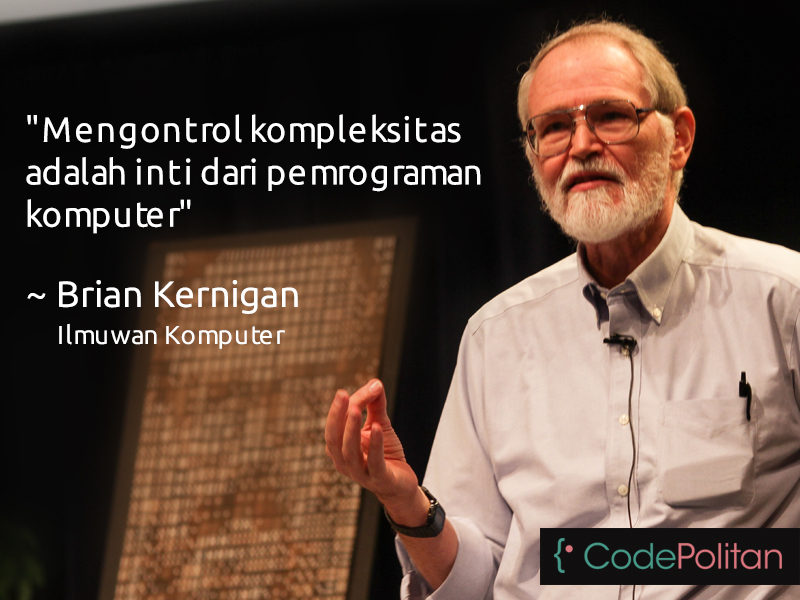 "Mengontrol kompleksitas
adalah inti dari pemrograman
komputer"
~ Brian Kernigan
Ilmuwan Komputer
CodePolitan